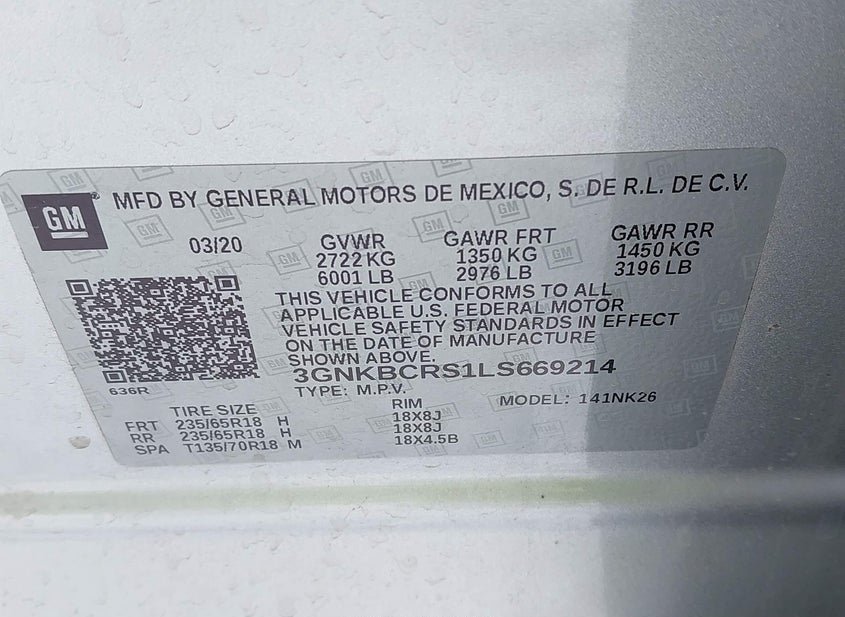 GM
MFD BY GENERAL MOTORS DE MEXICO, S. DE R.L. DE C.V.
03/20 GVWR GAWR FRT GAWR RR
2722 KG 1350 KG 1450 KG
6001 LB 2976 LB 3196 LB
THIS VEHICLE CONFORMS TO ALL
APPLICABLE U.S. FEDERAL MOTOR
VEHICLE SAFETY STANDARDS IN EFFECT
ON THE DATE OF MANUFACTURE
SHOWN ABOVE.
3GNKBCRS1LS669214
636R
TYPE: M.P.V. MODEL: 141NK26
TIRE SIZE RIM
FRT 235/65R18 H 18X8J
RR 235/65R18 H 18X8J
SPA T135/70R18 M 18X4.5B